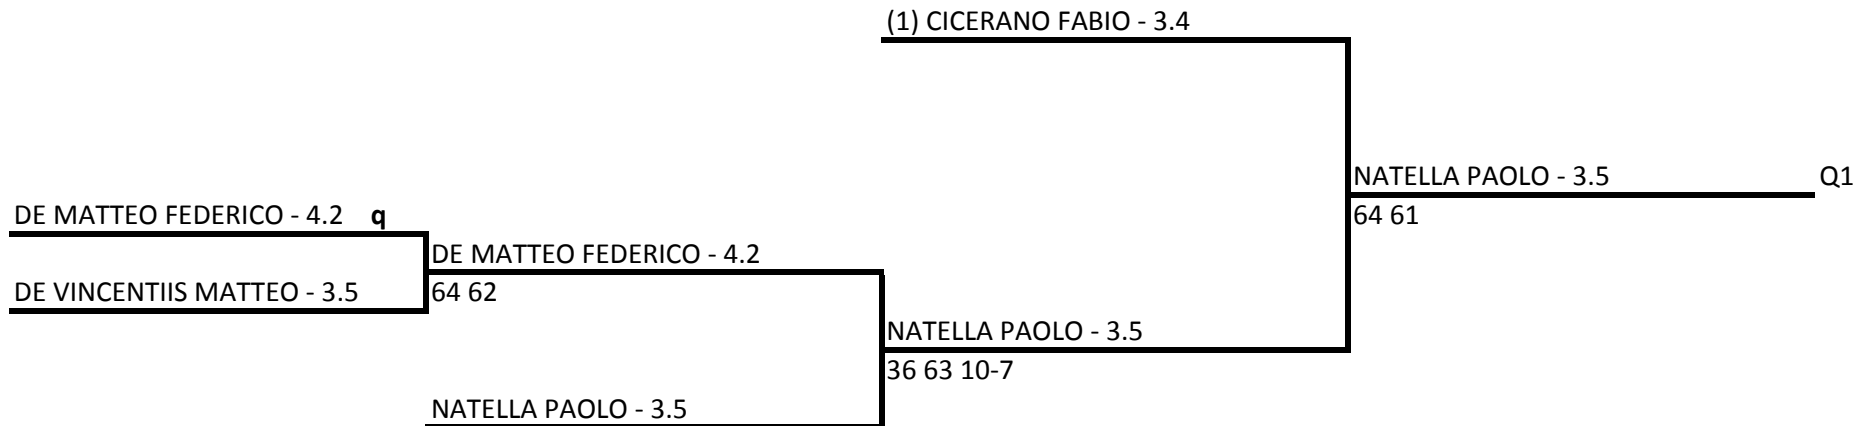 (1) CICERANO FABIO - 3.4
NATELLA PAOLO - 3.5 Q1
DE MATTEO FEDERICO - 4.2 q
64 61
DE MATTEO FEDERICO - 4.2
DE VINCENTIIS MATTEO - 3.5
64 62
NATELLA PAOLO - 3.5
36 63 10-7
NATELLA PAOLO - 3.5